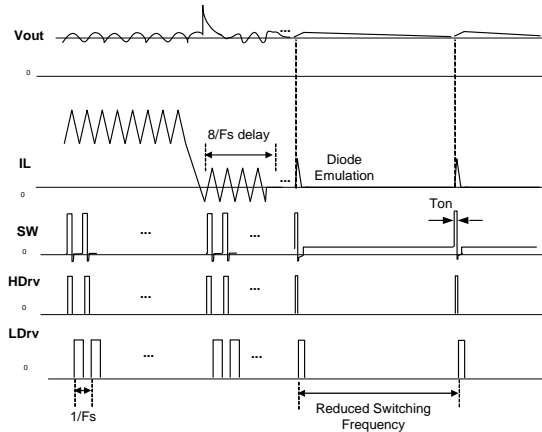 Vout
...
0
8/Fs delay
IL
...
Diode
Emulation
0
Ton
SW
...
...
0
HDrv
...
...
0
LDrv
...
...
0
1/Fs
Reduced Switching
Frequency